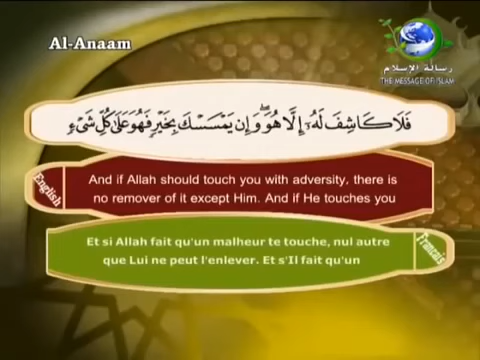 Al-Anaam
رسالة الإسلام
THE MESSAGE OF ISLAM
فَلَا كَاشِفَ لَهُۥٓ إِلَّا هُوَ ۖ وَإِن يَمْسَسْكَ بِخَيْرٍ فَهُوَ عَلَىٰ كُلِّ شَىْءٍ
English
And if Allah should touch you with adversity, there is
no remover of it except Him. And if He touches you
Et si Allah fait qu'un malheur te touche, nul autre
que Lui ne peut l'enlever. Et s'Il fait qu'un
Francais